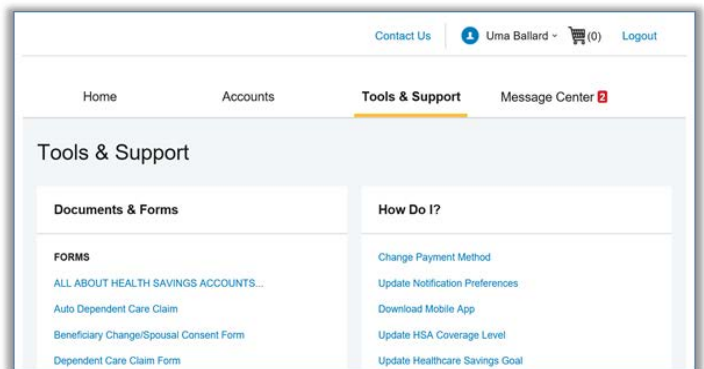 Contact Us Uma Ballard (0) Logout
Home Accounts Tools & Support Message Center 2
Tools & Support
Documents & Forms
FORMS
ALL ABOUT HEALTH SAVINGS ACCOUNTS...
Auto Dependent Care Claim
Beneficiary Change/Spousal Consent Form
Dependent Care Claim Form
How Do I?
Change Payment Method
Update Notification Preferences
Download Mobile App
Update HSA Coverage Level
Update Healthcare Savings Goal